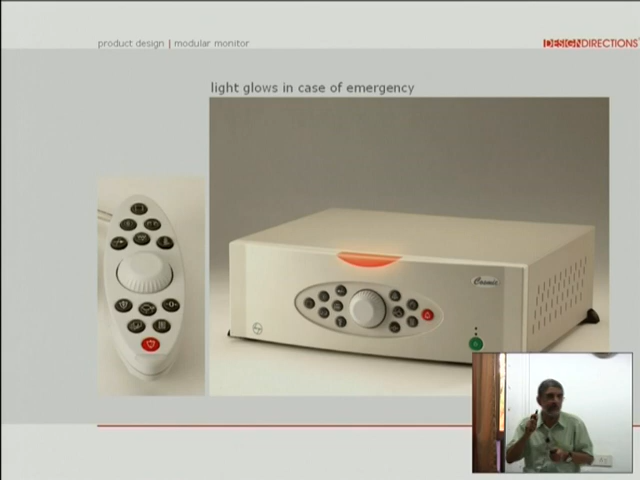 product design | modular monitor
DESIGNDIRECTIONS
light glows in case of emergency
Cosmic